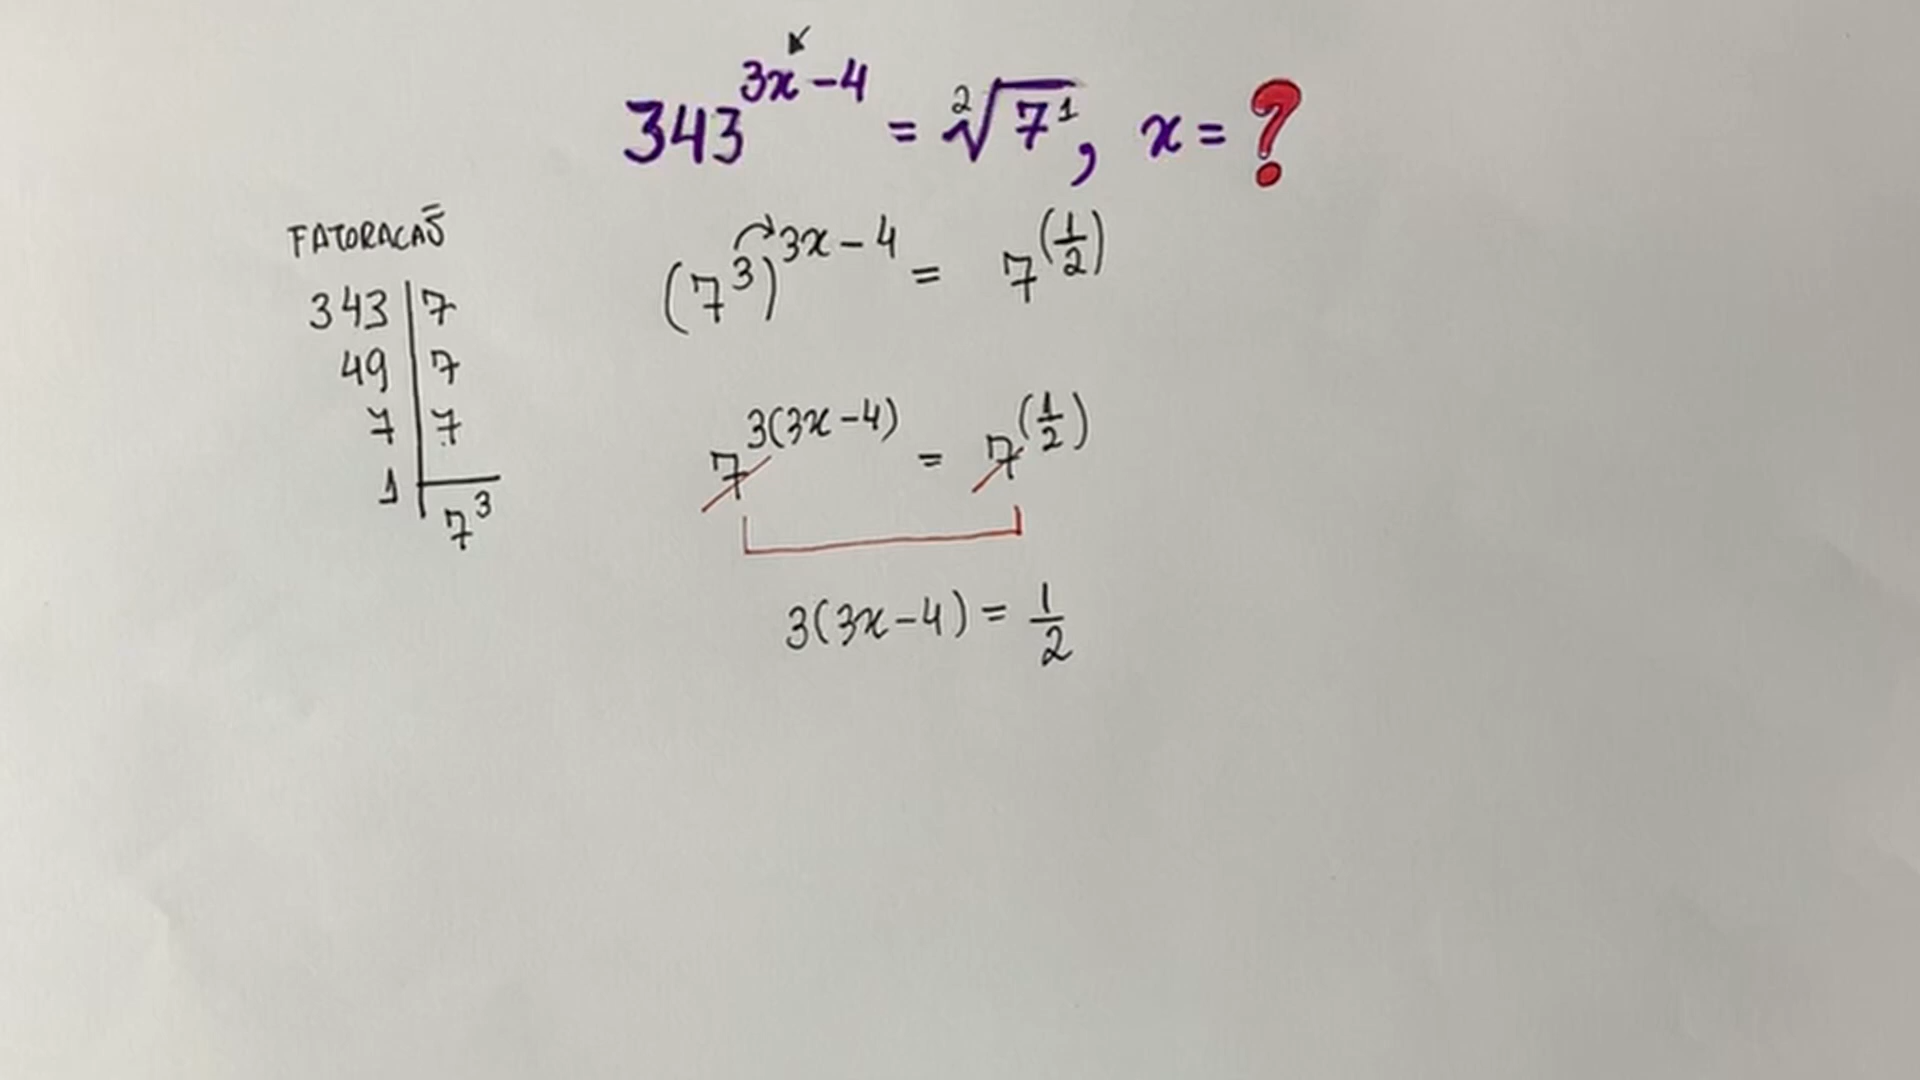 343^(3x-4) = ²√7¹, x = ?
FATORAÇÃO
343 | 7
49 | 7
7 | 7
1 | 7³
(7³)^(3x-4) = 7^(1/2)
7^(3(3x-4)) = 7^(1/2)
3(3x-4) = 1/2